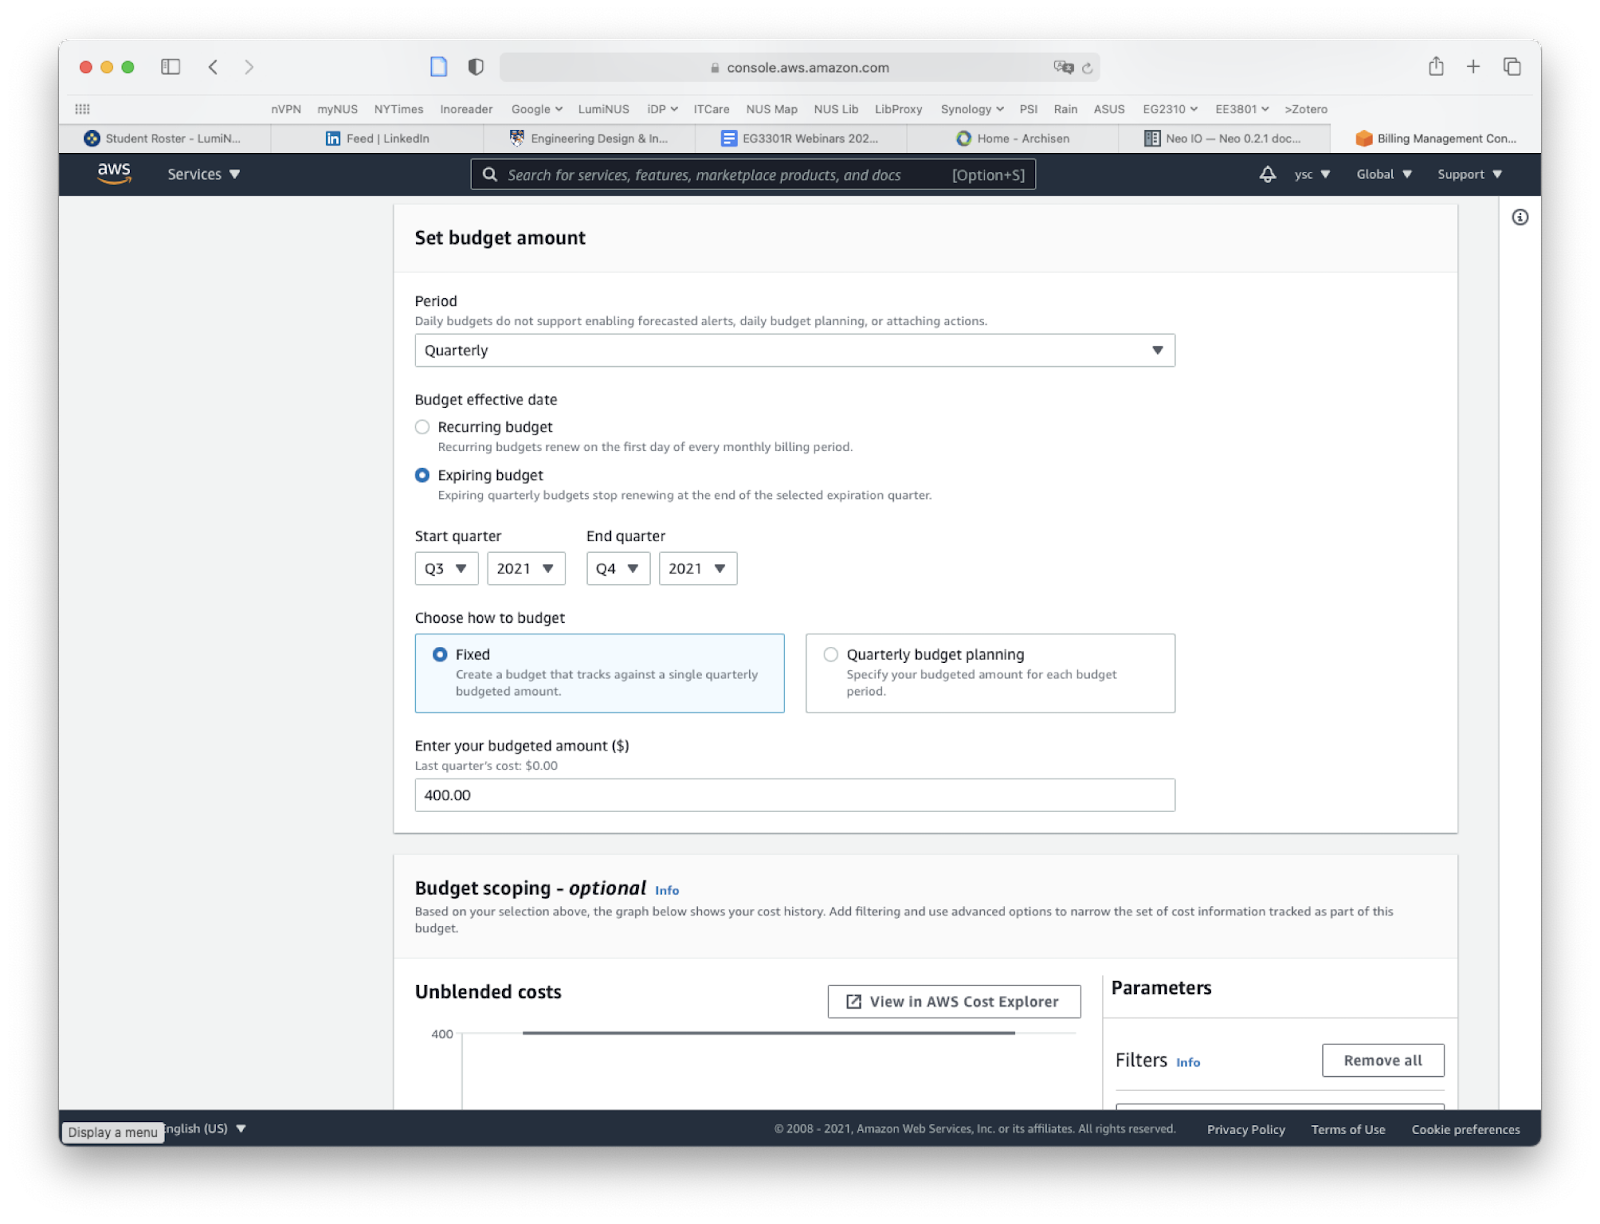 console.aws.amazon.com
nVPN myNUS NYTimes Inoreader Google LumiNUS iDP ITCare NUS Map NUS Lib LibProxy Synology PSI Rain ASUS EG2310 EE3801 >Zotero
Student Roster - LumiN... Feed | LinkedIn Engineering Design & In... EG3301R Webinars 202... Home - Archisen Neo IO — Neo 0.2.1 doc... Billing Management Con...
aws Services Search for services, features, marketplace products, and docs [Option+S] ysc Global Support
Set budget amount
Period
Daily budgets do not support enabling forecasted alerts, daily budget planning, or attaching actions.
Quarterly
Budget effective date
Recurring budget
Recurring budgets renew on the first day of every monthly billing period.
Expiring budget
Expiring quarterly budgets stop renewing at the end of the selected expiration quarter.
Start quarter End quarter
Q3 2021 Q4 2021
Choose how to budget
Fixed
Create a budget that tracks against a single quarterly
budgeted amount.
Quarterly budget planning
Specify your budgeted amount for each budget
period.
Enter your budgeted amount ($)
Last quarter's cost: $0.00
400.00
Budget scoping - optional Info
Based on your selection above, the graph below shows your cost history. Add filtering and use advanced options to narrow the set of cost information tracked as part of this
budget.
Unblended costs
View in AWS Cost Explorer
400
Parameters
Filters Info
Remove all
Display a menu
nglish (US)
© 2008 - 2021, Amazon Web Services, Inc. or its affiliates. All rights reserved. Privacy Policy Terms of Use Cookie preferences